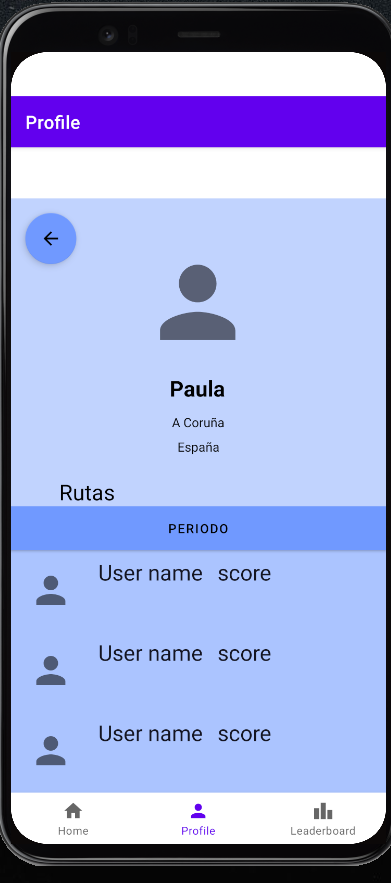 Profile
Paula
A Coruña
España
Rutas
PERIODO
User name score
User name score
User name score
Home Profile Leaderboard